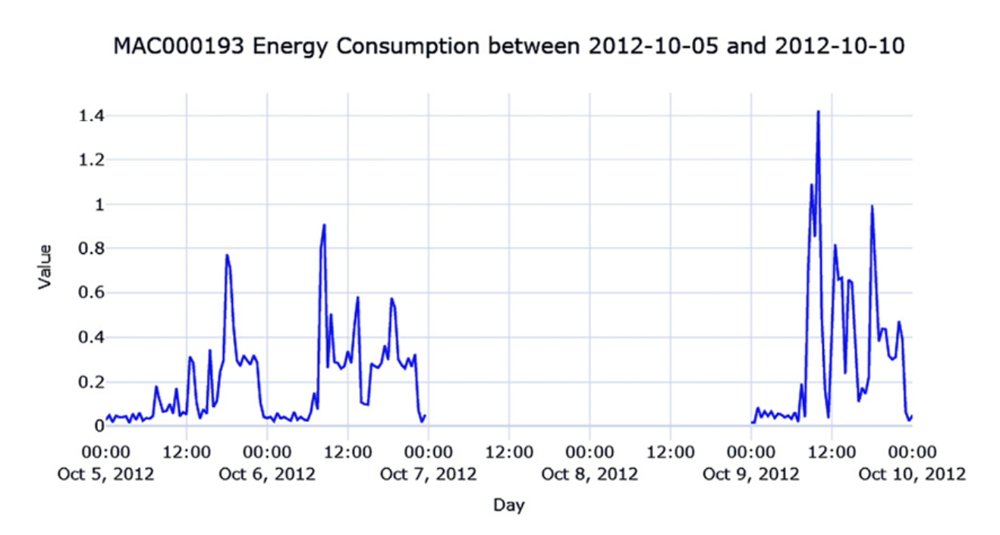 MAC000193 Energy Consumption between 2012-10-05 and 2012-10-10
1.4
1.2
1
0.8
0.6
0.4
0.2
0
Value
00:00 12:00 00:00 12:00 00:00 12:00 00:00 12:00 00:00 12:00 00:00
Oct 5, 2012 Oct 6, 2012 Oct 7, 2012 Oct 8, 2012 Oct 9, 2012 Oct 10, 2012
Day